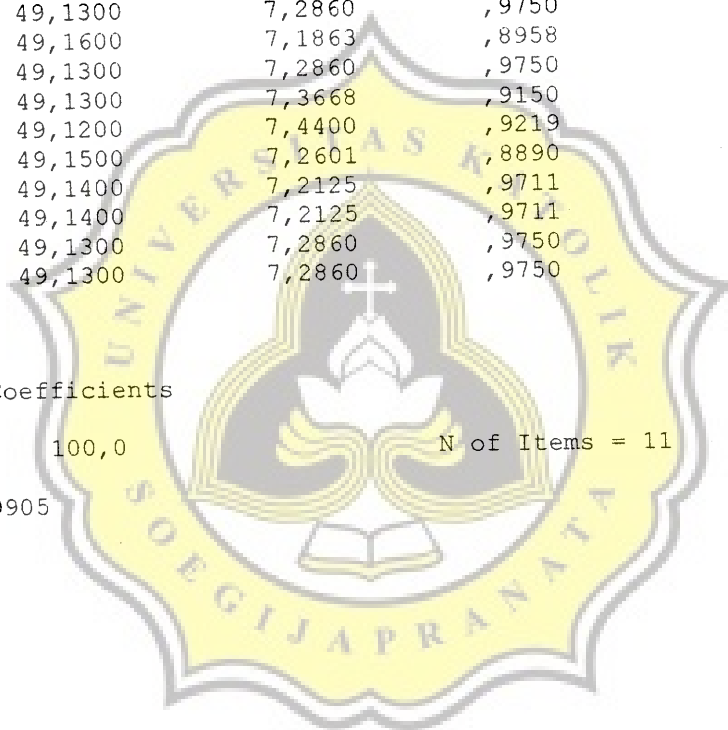 49,1300 7,2860 ,9750
49,1600 7,1863 ,8958
49,1300 7,2860 ,9750
49,1300 7,3668 ,9150
49,1200 7,4400 ,9219
49,1500 7,2601 ,8890
49,1400 7,2125 ,9711
49,1400 7,2125 ,9711
49,1300 7,2860 ,9750
49,1300 7,2860 ,9750
Coefficients
100,0 N of Items = 11
9905
UNIVERSITAS KATOLIK
SOEGIJAPRANATA